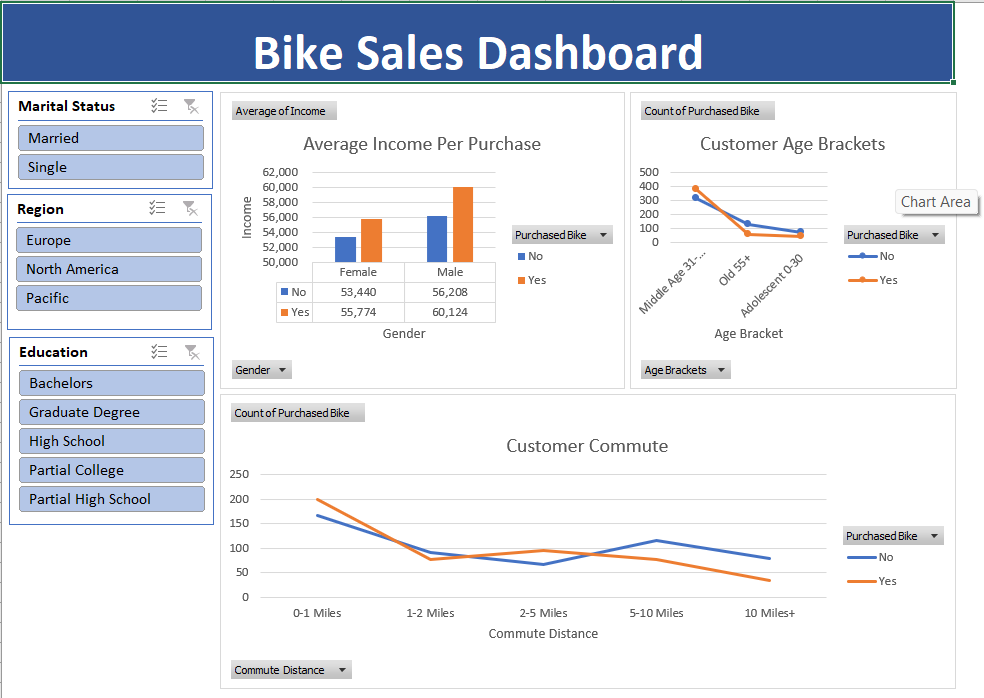 Bike Sales Dashboard
Marital Status
Married
Single
Region
Europe
North America
Pacific
Education
Bachelors
Graduate Degree
High School
Partial College
Partial High School
Average of Income
Average Income Per Purchase
Income
62,000
60,000
58,000
56,000
54,000
52,000
50,000
Female Male
No 53,440 56,208
Yes 55,774 60,124
Gender
Purchased Bike
No
Yes
Gender
Count of Purchased Bike
Customer Age Brackets
500
400
300
200
100
0
Middle Age 31-...
Old 55+
Adolescent 0-30
Age Bracket
Chart Area
Purchased Bike
No
Yes
Age Brackets
Count of Purchased Bike
Customer Commute
250
200
150
100
50
0
0-1 Miles 1-2 Miles 2-5 Miles 5-10 Miles 10 Miles+
Commute Distance
Purchased Bike
No
Yes
Commute Distance